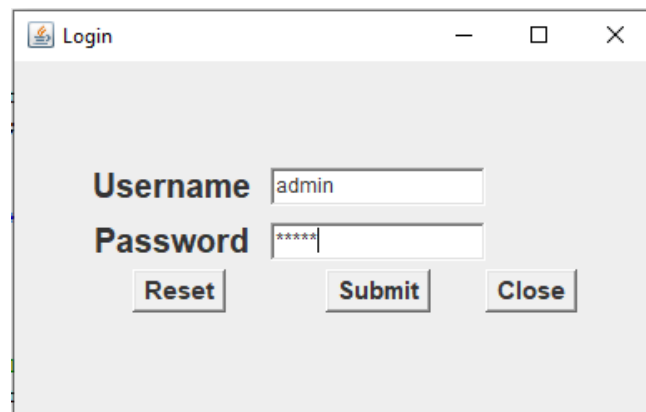 Login
Username admin
Password *****
Reset Submit Close